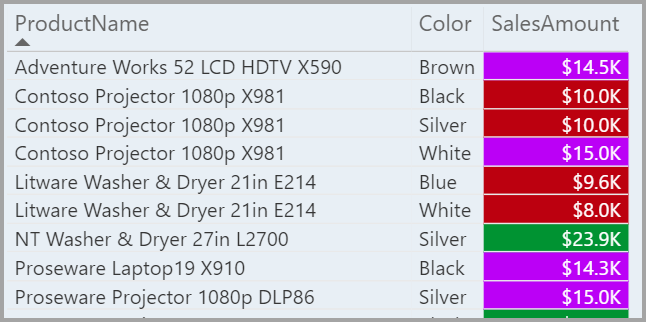 ProductName Color SalesAmount
Adventure Works 52 LCD HDTV X590 Brown $14.5K
Contoso Projector 1080p X981 Black $10.0K
Contoso Projector 1080p X981 Silver $10.0K
Contoso Projector 1080p X981 White $15.0K
Litware Washer & Dryer 21in E214 Blue $9.6K
Litware Washer & Dryer 21in E214 White $8.0K
NT Washer & Dryer 27in L2700 Silver $23.9K
Proseware Laptop19 X910 Black $14.3K
Proseware Projector 1080p DLP86 Silver $15.0K